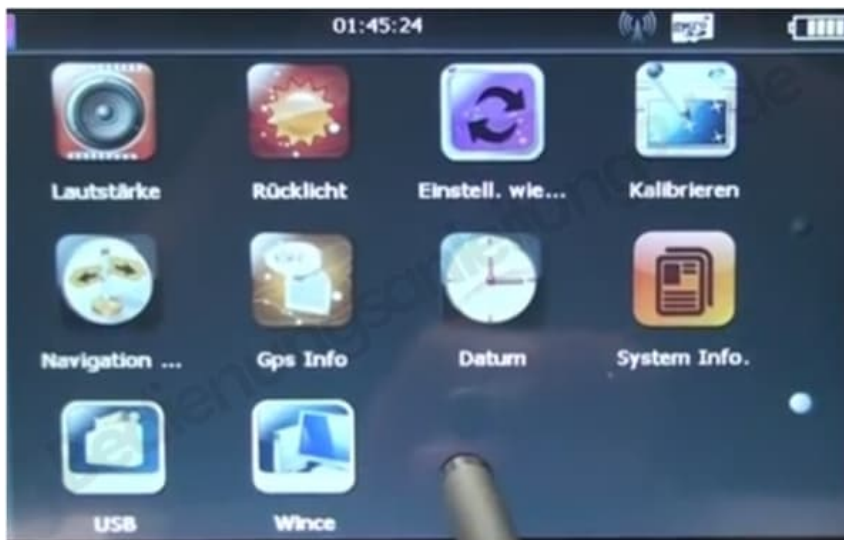 01:45:24
Lautstärke Rücklicht Einstell. wie... Kalibrieren
Navigation ... Gps Info Datum System Info.
USB Wince